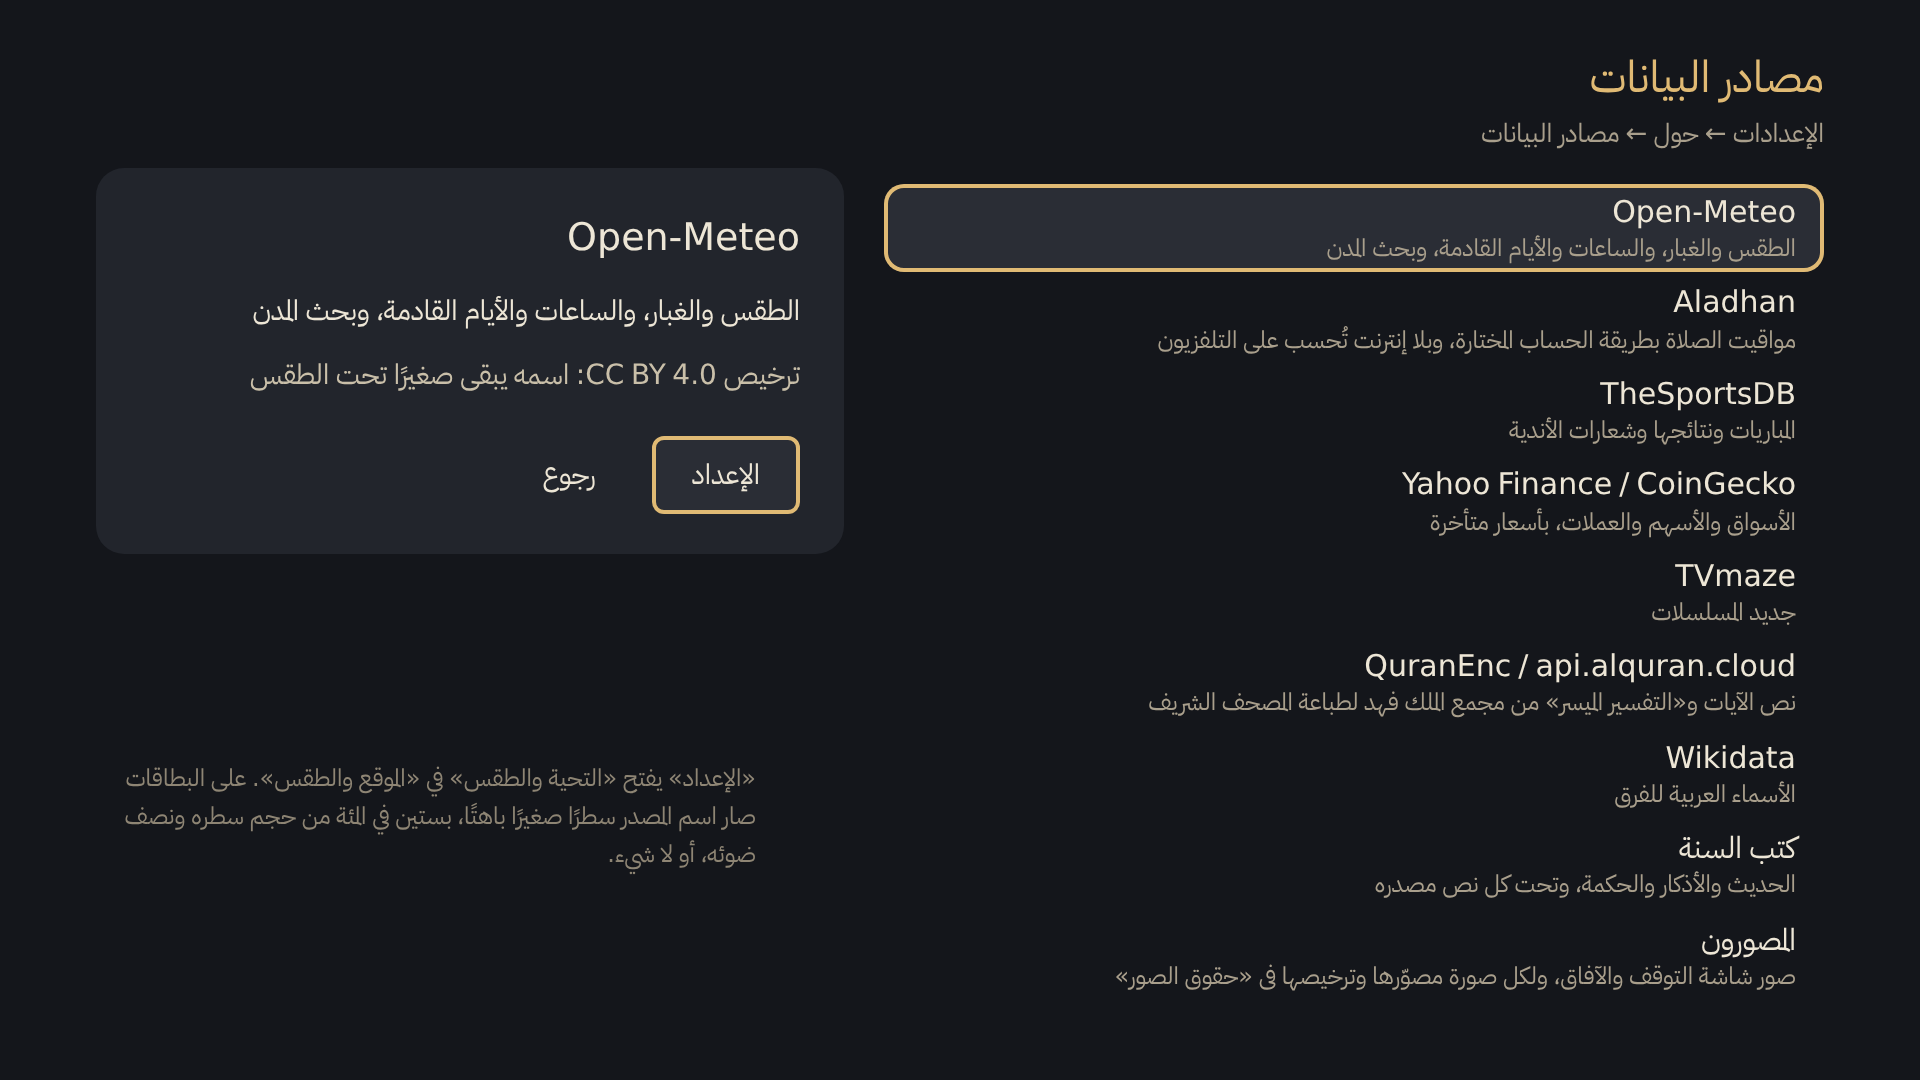 مصادر البيانات
الإعدادات ← حول ← مصادر البيانات
Open-Meteo
الطقس والغبار، والساعات والأيام القادمة، وبحث المدن
Aladhan
مواقيت الصلاة بطريقة الحساب المختارة، وبلا إنترنت تُحسب على التلفزيون
TheSportsDB
المباريات ونتائجها وشعارات الأندية
Yahoo Finance / CoinGecko
الأسواق والأسهم والعملات، بأسعار متأخرة
TVmaze
جديد المسلسلات
QuranEnc / api.alquran.cloud
نص الآيات و«التفسير الميسر» من مجمع الملك فهد لطباعة المصحف الشريف
Wikidata
الأسماء العربية للفرق
كتب السنة
الحديث والأذكار والحكمة، وتحت كل نص مصدره
المصورون
صور شاشة التوقف والآفاق، ولكل صورة مصوّرها وترخيصها في «حقوق الصور»
Open-Meteo
الطقس والغبار، والساعات والأيام القادمة، وبحث المدن
ترخيص CC BY 4.0: اسمه يبقى صغيرًا تحت الطقس
الإعداد
رجوع
«الإعداد» يفتح «التحية والطقس» في «الموقع والطقس». على البطاقات
صار اسم المصدر سطرًا صغيرًا باهتًا، بستين في المئة من حجم سطره ونصف
ضوئه، أو لا شيء.